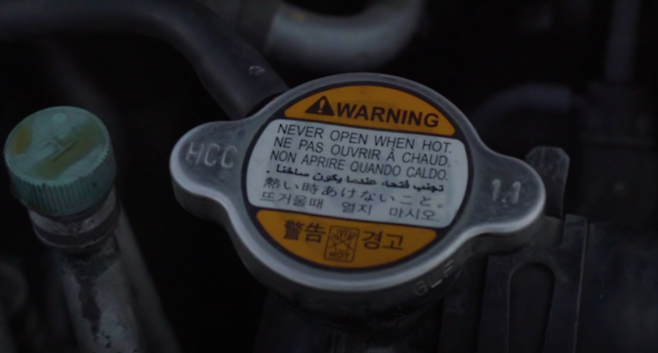 WARNING
NEVER OPEN WHEN HOT.
NE PAS OUVRIR À CHAUD.
NON APRIRE QUANDO CALDO.
تجنب فتحها عندما يكون ساخنا.
熱い時あけないこと。
뜨거울때 열지 마시오.
警告 HOT 경고
HCC
1.1